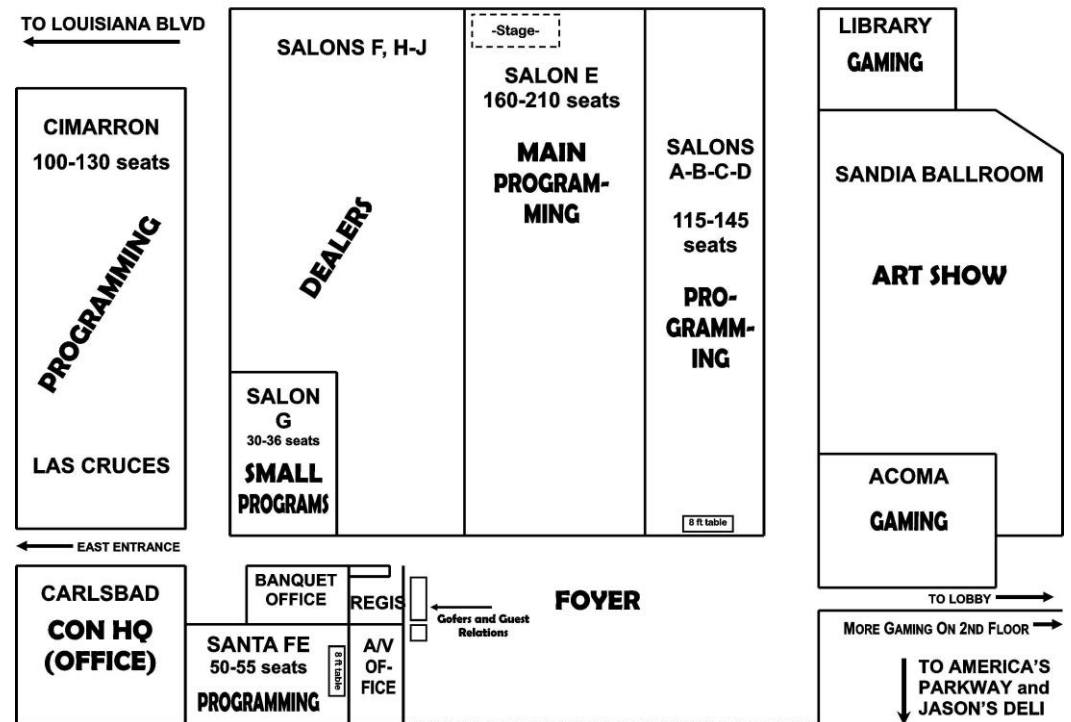 TO LOUISIANA BLVD
CIMARRON
100-130 seats
PROGRAMMING
LAS CRUCES
EAST ENTRANCE
SALONS F, H-J
DEALERS
SALON
G
30-36 seats
SMALL
PROGRAMS
-Stage-
SALON E
160-210 seats
MAIN
PROGRAM-
MING
SALONS
A-B-C-D
115-145
seats
PRO-
GRAMM-
ING
8 ft table
LIBRARY
GAMING
SANDIA BALLROOM
ART SHOW
ACOMA
GAMING
CARLSBAD
CON HQ
(OFFICE)
BANQUET
OFFICE
REGIS
SANTA FE
50-55 seats
PROGRAMMING
8 ft table
A/V
OF-
FICE
Gofers and Guest
Relations
FOYER
TO LOBBY
MORE GAMING ON 2ND FLOOR
TO AMERICA'S
PARKWAY and
JASON'S DELI